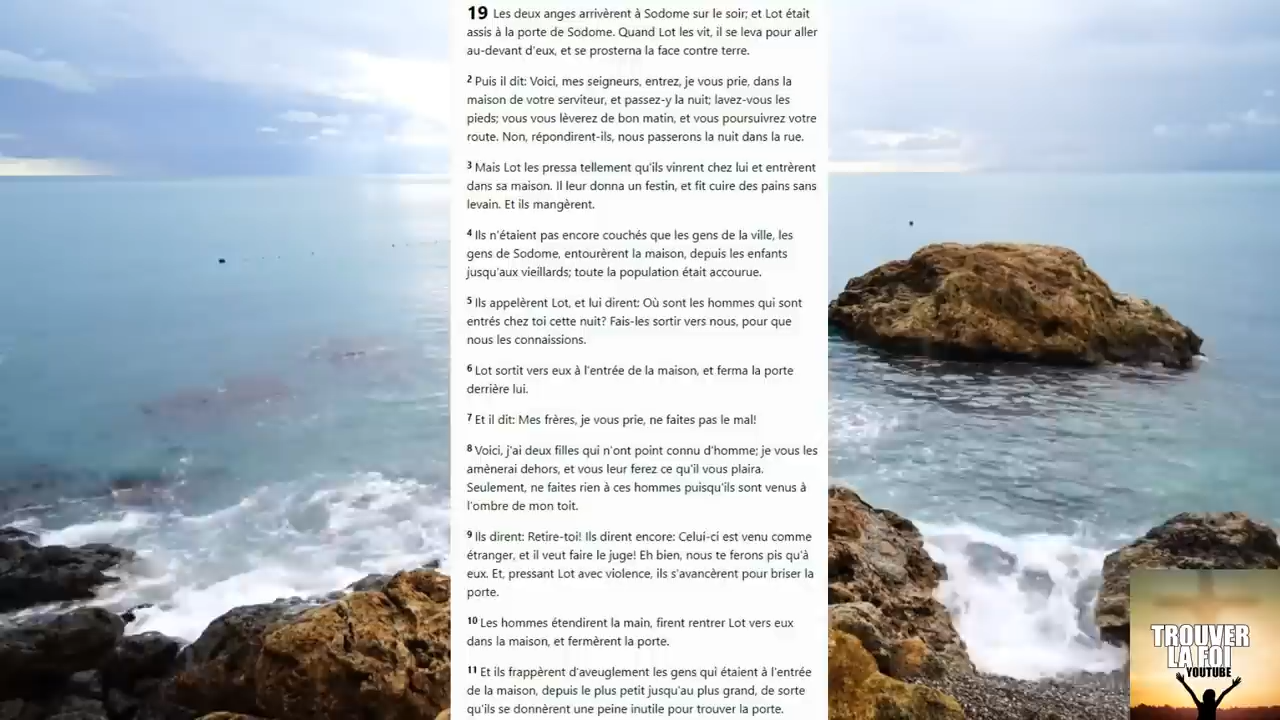 19 Les deux anges arrivèrent à Sodome sur le soir; et Lot était
assis à la porte de Sodome. Quand Lot les vit, il se leva pour aller
au-devant d'eux, et se prosterna la face contre terre.
2 Puis il dit: Voici, mes seigneurs, entrez, je vous prie, dans la
maison de votre serviteur, et passez-y la nuit; lavez-vous les
pieds; vous vous lèverez de bon matin, et vous poursuivrez votre
route. Non, répondirent-ils, nous passerons la nuit dans la rue.
3 Mais Lot les pressa tellement qu'ils vinrent chez lui et entrèrent
dans sa maison. Il leur donna un festin, et fit cuire des pains sans
levain. Et ils mangèrent.
4 Ils n'étaient pas encore couchés que les gens de la ville, les
gens de Sodome, entourèrent la maison, depuis les enfants
jusqu'aux vieillards; toute la population était accourue.
5 Ils appelèrent Lot, et lui dirent: Où sont les hommes qui sont
entrés chez toi cette nuit? Fais-les sortir vers nous, pour que
nous les connaissions.
6 Lot sortit vers eux à l'entrée de la maison, et ferma la porte
derrière lui.
7 Et il dit: Mes frères, je vous prie, ne faites pas le mal!
8 Voici, j'ai deux filles qui n'ont point connu d'homme; je vous les
amènerai dehors, et vous leur ferez ce qu'il vous plaira.
Seulement, ne faites rien à ces hommes puisqu'ils sont venus à
l'ombre de mon toit.
9 Ils dirent: Retire-toi! Ils dirent encore: Celui-ci est venu comme
étranger, et il veut faire le juge! Eh bien, nous te ferons pis qu'à
eux. Et, pressant Lot avec violence, ils s'avancèrent pour briser la
porte.
10 Les hommes étendirent la main, firent rentrer Lot vers eux
dans la maison, et fermèrent la porte.
11 Et ils frappèrent d'aveuglement les gens qui étaient à l'entrée
de la maison, depuis le plus petit jusqu'au plus grand, de sorte
qu'ils se donnèrent une peine inutile pour trouver la porte.
TROUVER
LA FOI
YOUTUBE